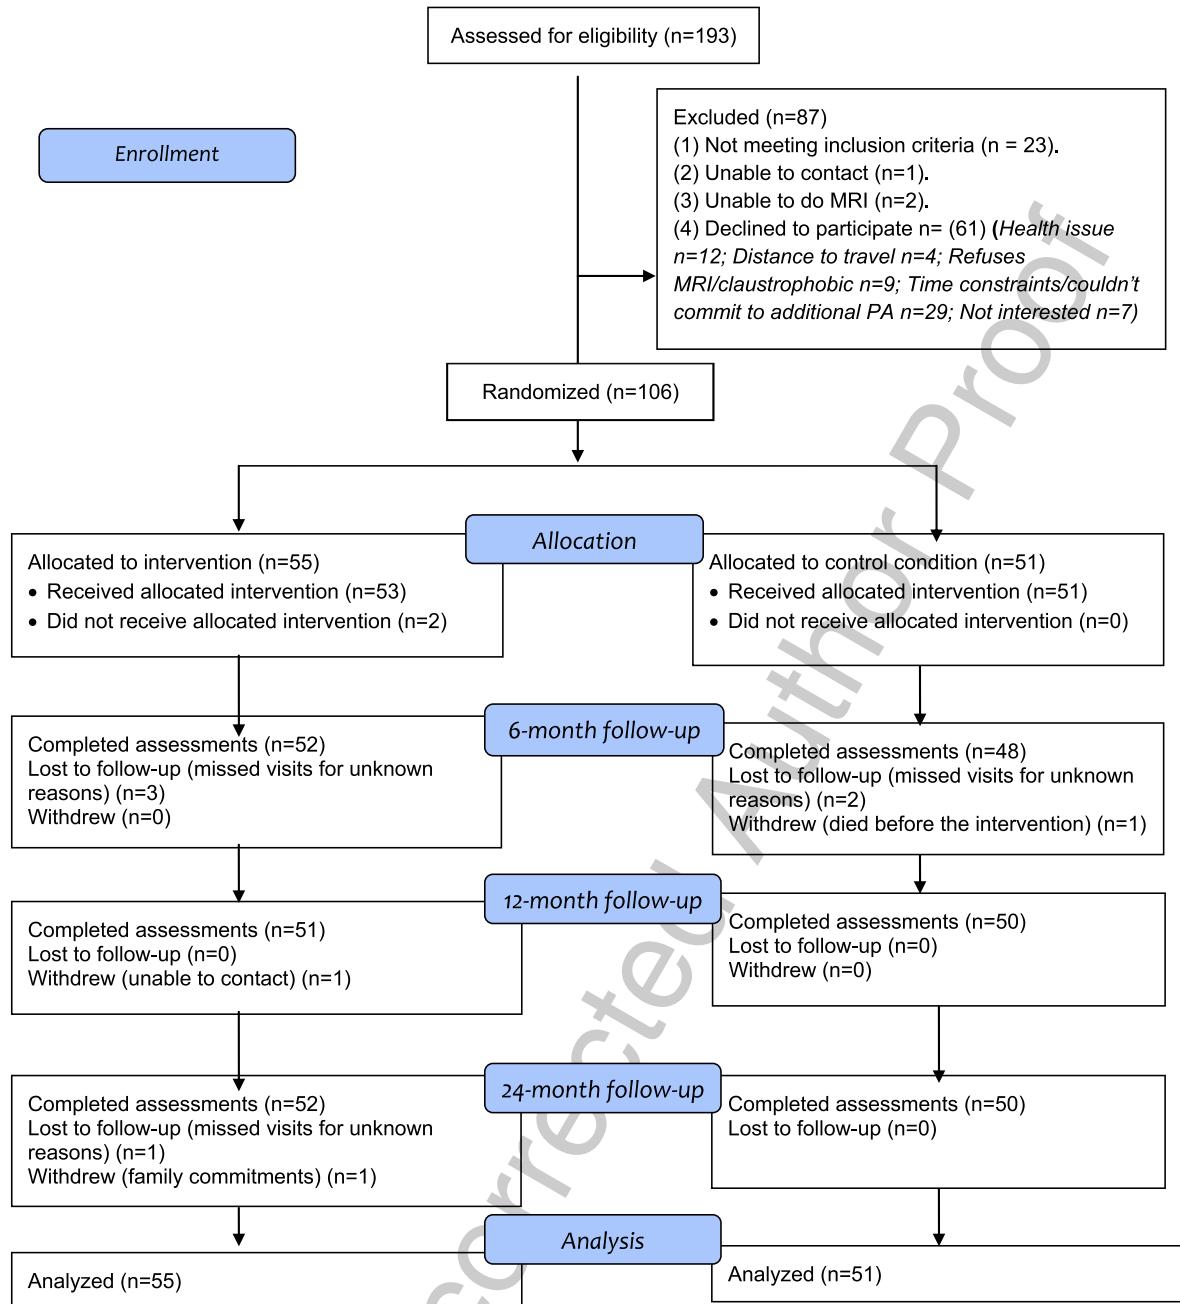 Assessed for eligibility (n=193)
Enrollment
Excluded (n=87)
(1) Not meeting inclusion criteria (n = 23).
(2) Unable to contact (n=1).
(3) Unable to do MRI (n=2).
(4) Declined to participate n= (61) (Health issue
n=12; Distance to travel n=4; Refuses
MRI/claustrophobic n=9; Time constraints/couldn't
commit to additional PA n=29; Not interested n=7)
Randomized (n=106)
Allocation
Allocated to intervention (n=55)
• Received allocated intervention (n=53)
• Did not receive allocated intervention (n=2)
Allocated to control condition (n=51)
• Received allocated intervention (n=51)
• Did not receive allocated intervention (n=0)
6-month follow-up
Completed assessments (n=52)
Lost to follow-up (missed visits for unknown
reasons) (n=3)
Withdrew (n=0)
Completed assessments (n=48)
Lost to follow-up (missed visits for unknown
reasons) (n=2)
Withdrew (died before the intervention) (n=1)
12-month follow-up
Completed assessments (n=51)
Lost to follow-up (n=0)
Withdrew (unable to contact) (n=1)
Completed assessments (n=50)
Lost to follow-up (n=0)
Withdrew (n=0)
24-month follow-up
Completed assessments (n=52)
Lost to follow-up (missed visits for unknown
reasons) (n=1)
Withdrew (family commitments) (n=1)
Completed assessments (n=50)
Lost to follow-up (n=0)
Analysis
Analyzed (n=55)
Analyzed (n=51)
corrected Author Proof